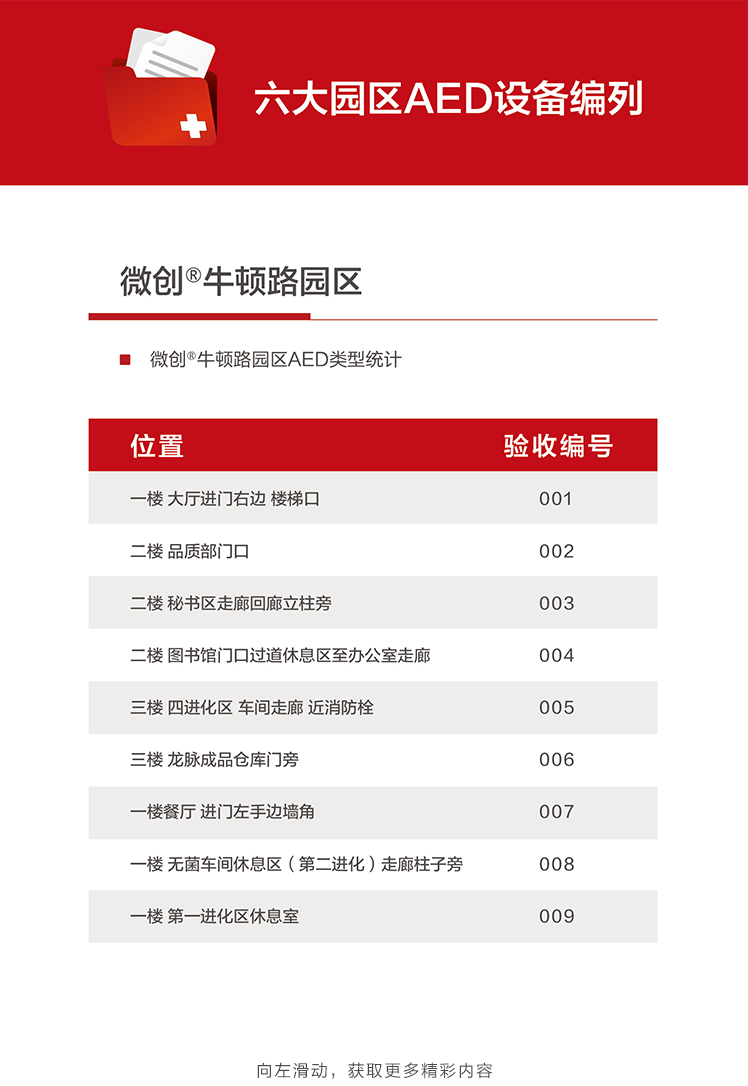 六大园区AED设备编列
微创®牛顿路园区
微创®牛顿路园区AED类型统计
位置 验收编号
一楼 大厅进门右边 楼梯口 001
二楼 品质部门口 002
二楼 秘书区走廊回廊立柱旁 003
二楼 图书馆门口过道休息区至办公室走廊 004
三楼 四进化区 车间走廊 近消防栓 005
三楼 龙脉成品仓库门旁 006
一楼餐厅 进门左手边墙角 007
一楼 无菌车间休息区（第二进化）走廊柱子旁 008
一楼 第一进化区休息室 009
向左滑动，获取更多精彩内容